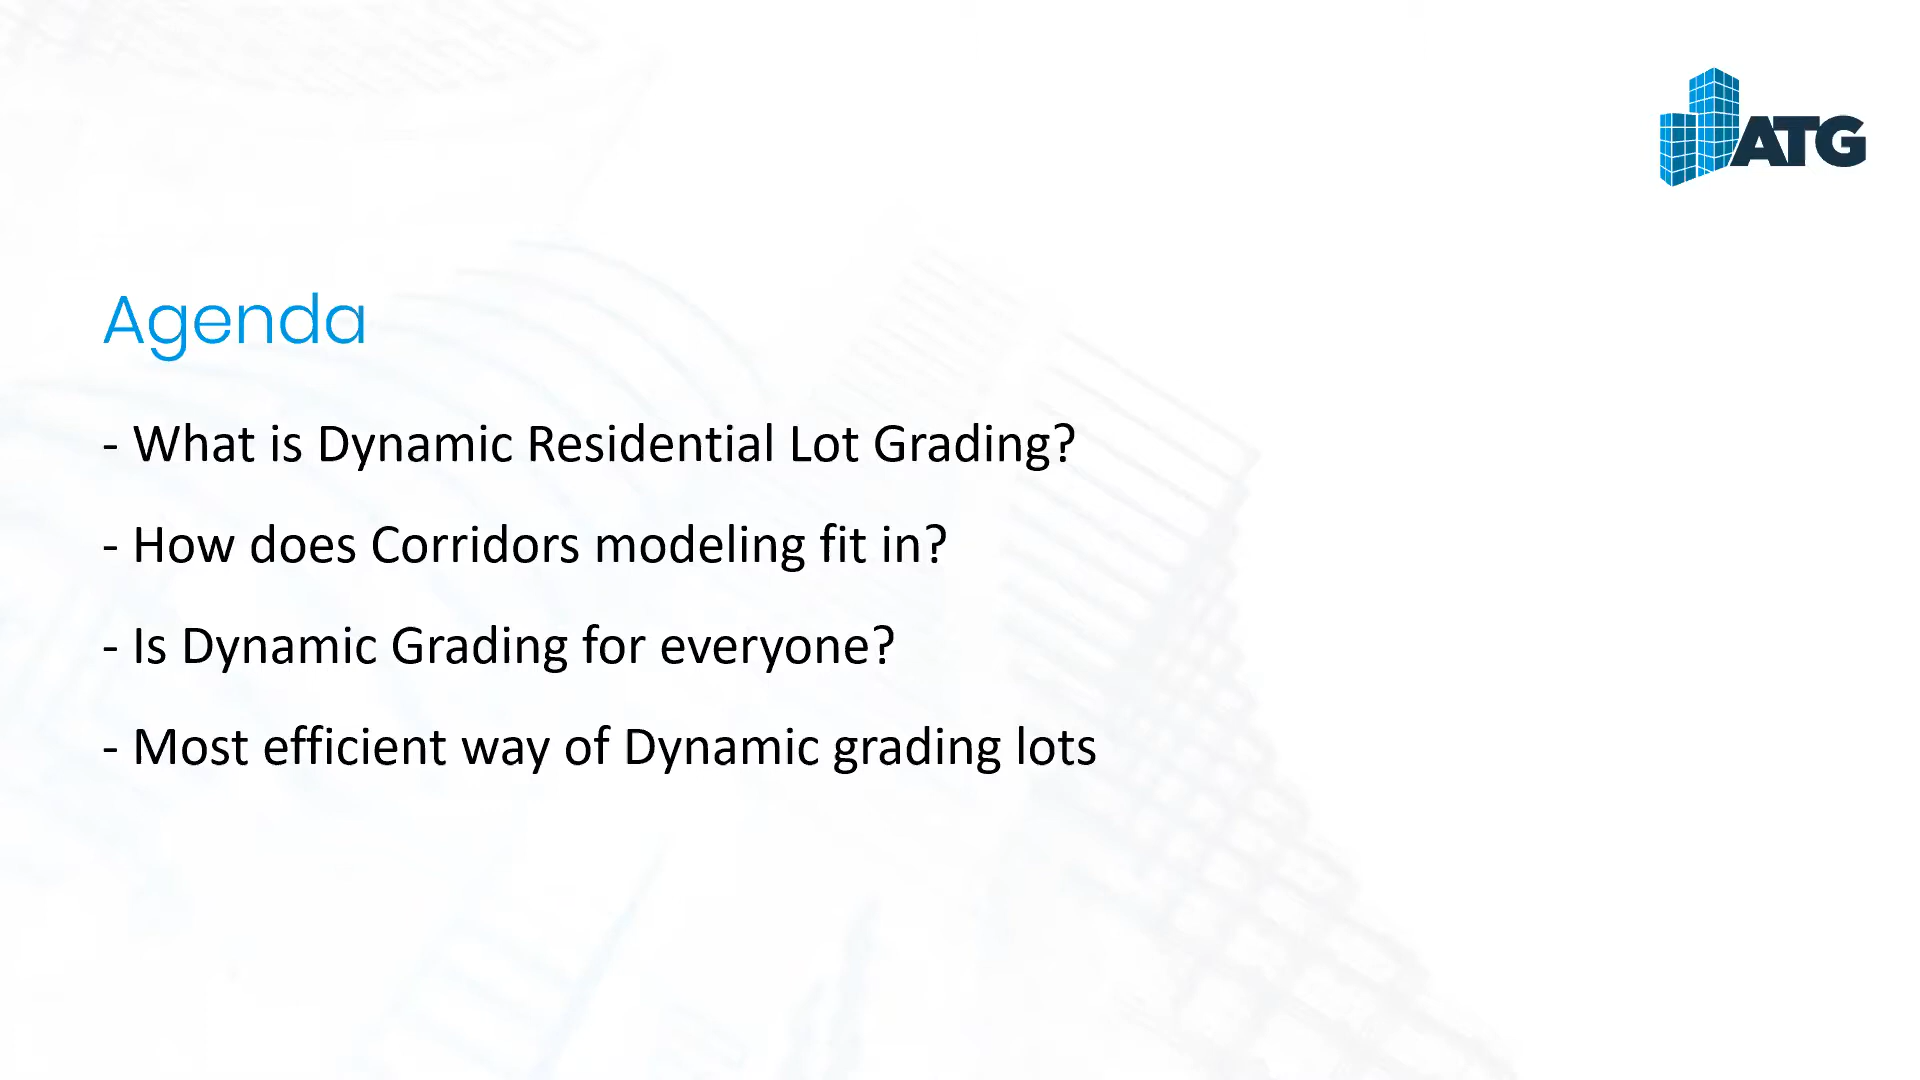 ATG
Agenda
- What is Dynamic Residential Lot Grading?
- How does Corridors modeling fit in?
- Is Dynamic Grading for everyone?
- Most efficient way of Dynamic grading lots